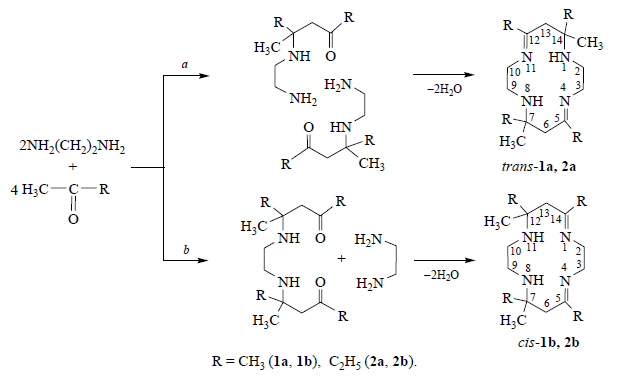 R R
H₃C
NH O
NH₂
H₂N
O HN
R R
CH₃
a
–2H₂O
R R
12 13 14 CH₃
N HN
11 1
10 2
9 3
8 4
NH N
R 7 6 5
H₃C R
trans-1a, 2a
2NH₂(CH₂)₂NH₂
+
4 H₃C–C–R
O
b
R R
H₃C
NH O
NH O
R R
H₃C
+
H₂N
H₂N
–2H₂O
R R
H₃C 12 13 14
NH N
11 1
10 2
9 3
8 4
NH N
R 7 6 5
H₃C R
cis-1b, 2b
R = CH₃ (1a, 1b), C₂H₅ (2a, 2b).